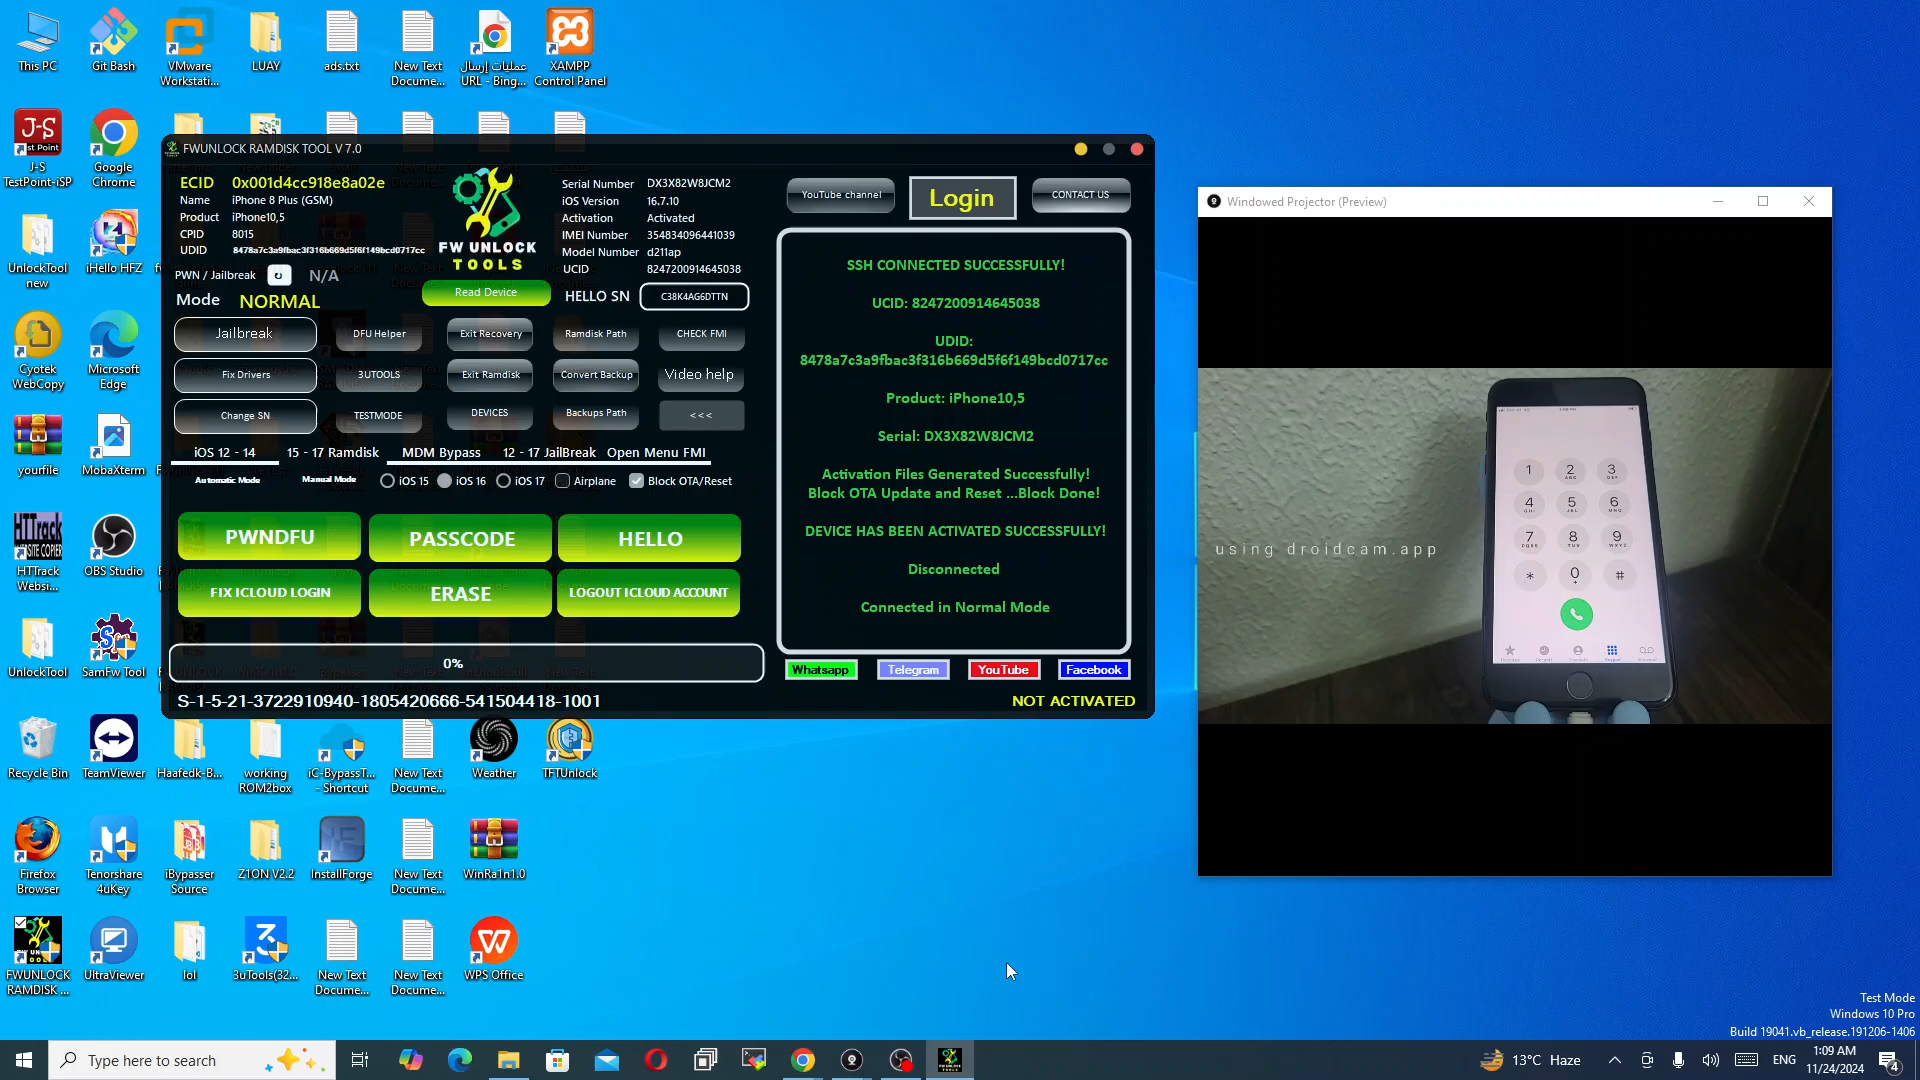 This PC
Git Bash
VMware
Workstati...
LUAY
ads.txt
New Text
Docume...
عمليات إرسال
URL - Bing...
XAMPP
Control Panel
J-S
TestPoint-iSP
Google
Chrome
UnlockTool
new
iHello HFZ
Cyotek
WebCopy
Microsoft
Edge
yourfile
MobaXterm
HTTrack
Websi...
OBS Studio
UnlockTool
SamFw Tool
Recycle Bin
TeamViewer
Haafedk-B...
working
ROM2box
iC-BypassT...
- Shortcut
New Text
Docume...
Weather
TFTUnlock
Firefox
Browser
Tenorshare
4uKey
iBypasser
Source
Z1ON V2.2
InstallForge
New Text
Docume...
WinRa1n1.0
FWUNLOCK
RAMDISK ...
UltraViewer
lol
3uTools(32...
New Text
Docume...
New Text
Docume...
WPS Office
FWUNLOCK RAMDISK TOOL V 7.0
ECID 0x001d4cc918e8a02e
Name iPhone 8 Plus (GSM)
Product iPhone10,5
CPID 8015
UDID 8478a7c3a9fbac3f316b669d5f6f149bcd0717cc
PWN / Jailbreak N/A
Mode NORMAL
FW UNLOCK
TOOLS
Read Device
Serial Number DX3X82W8JCM2
iOS Version 16.7.10
Activation Activated
IMEI Number 354834096441039
Model Number d211ap
UCID 8247200914645038
HELLO SN C38K4AG6DTTN
YouTube channel
Login
CONTACT US
Jailbreak
DFU Helper
Exit Recovery
Ramdisk Path
CHECK FMI
Fix Drivers
3UTOOLS
Exit Ramdisk
Convert Backup
Video help
Change SN
TESTMODE
DEVICES
Backups Path
<<<
iOS 12 - 14
15 - 17 Ramdisk
MDM Bypass
12 - 17 JailBreak
Open Menu FMI
Automatic Mode
Manual Mode
iOS 15
iOS 16
iOS 17
Airplane
Block OTA/Reset
PWNDFU
PASSCODE
HELLO
FIX ICLOUD LOGIN
ERASE
LOGOUT ICLOUD ACCOUNT
0%
S-1-5-21-3722910940-1805420666-541504418-1001
SSH CONNECTED SUCCESSFULLY!
UCID: 8247200914645038
UDID:
8478a7c3a9fbac3f316b669d5f6f149bcd0717cc
Product: iPhone10,5
Serial: DX3X82W8JCM2
Activation Files Generated Successfully!
Block OTA Update and Reset ...Block Done!
DEVICE HAS BEEN ACTIVATED SUCCESSFULLY!
Disconnected
Connected in Normal Mode
Whatsapp
Telegram
YouTube
Facebook
NOT ACTIVATED
Windowed Projector (Preview)
using droidcam.app
1 2 3
4 5 6
7 8 9
* 0 #
Test Mode
Windows 10 Pro
Build 19041.vb_release.191206-1406
Type here to search
13°C Haze
ENG
1:09 AM
11/24/2024
4